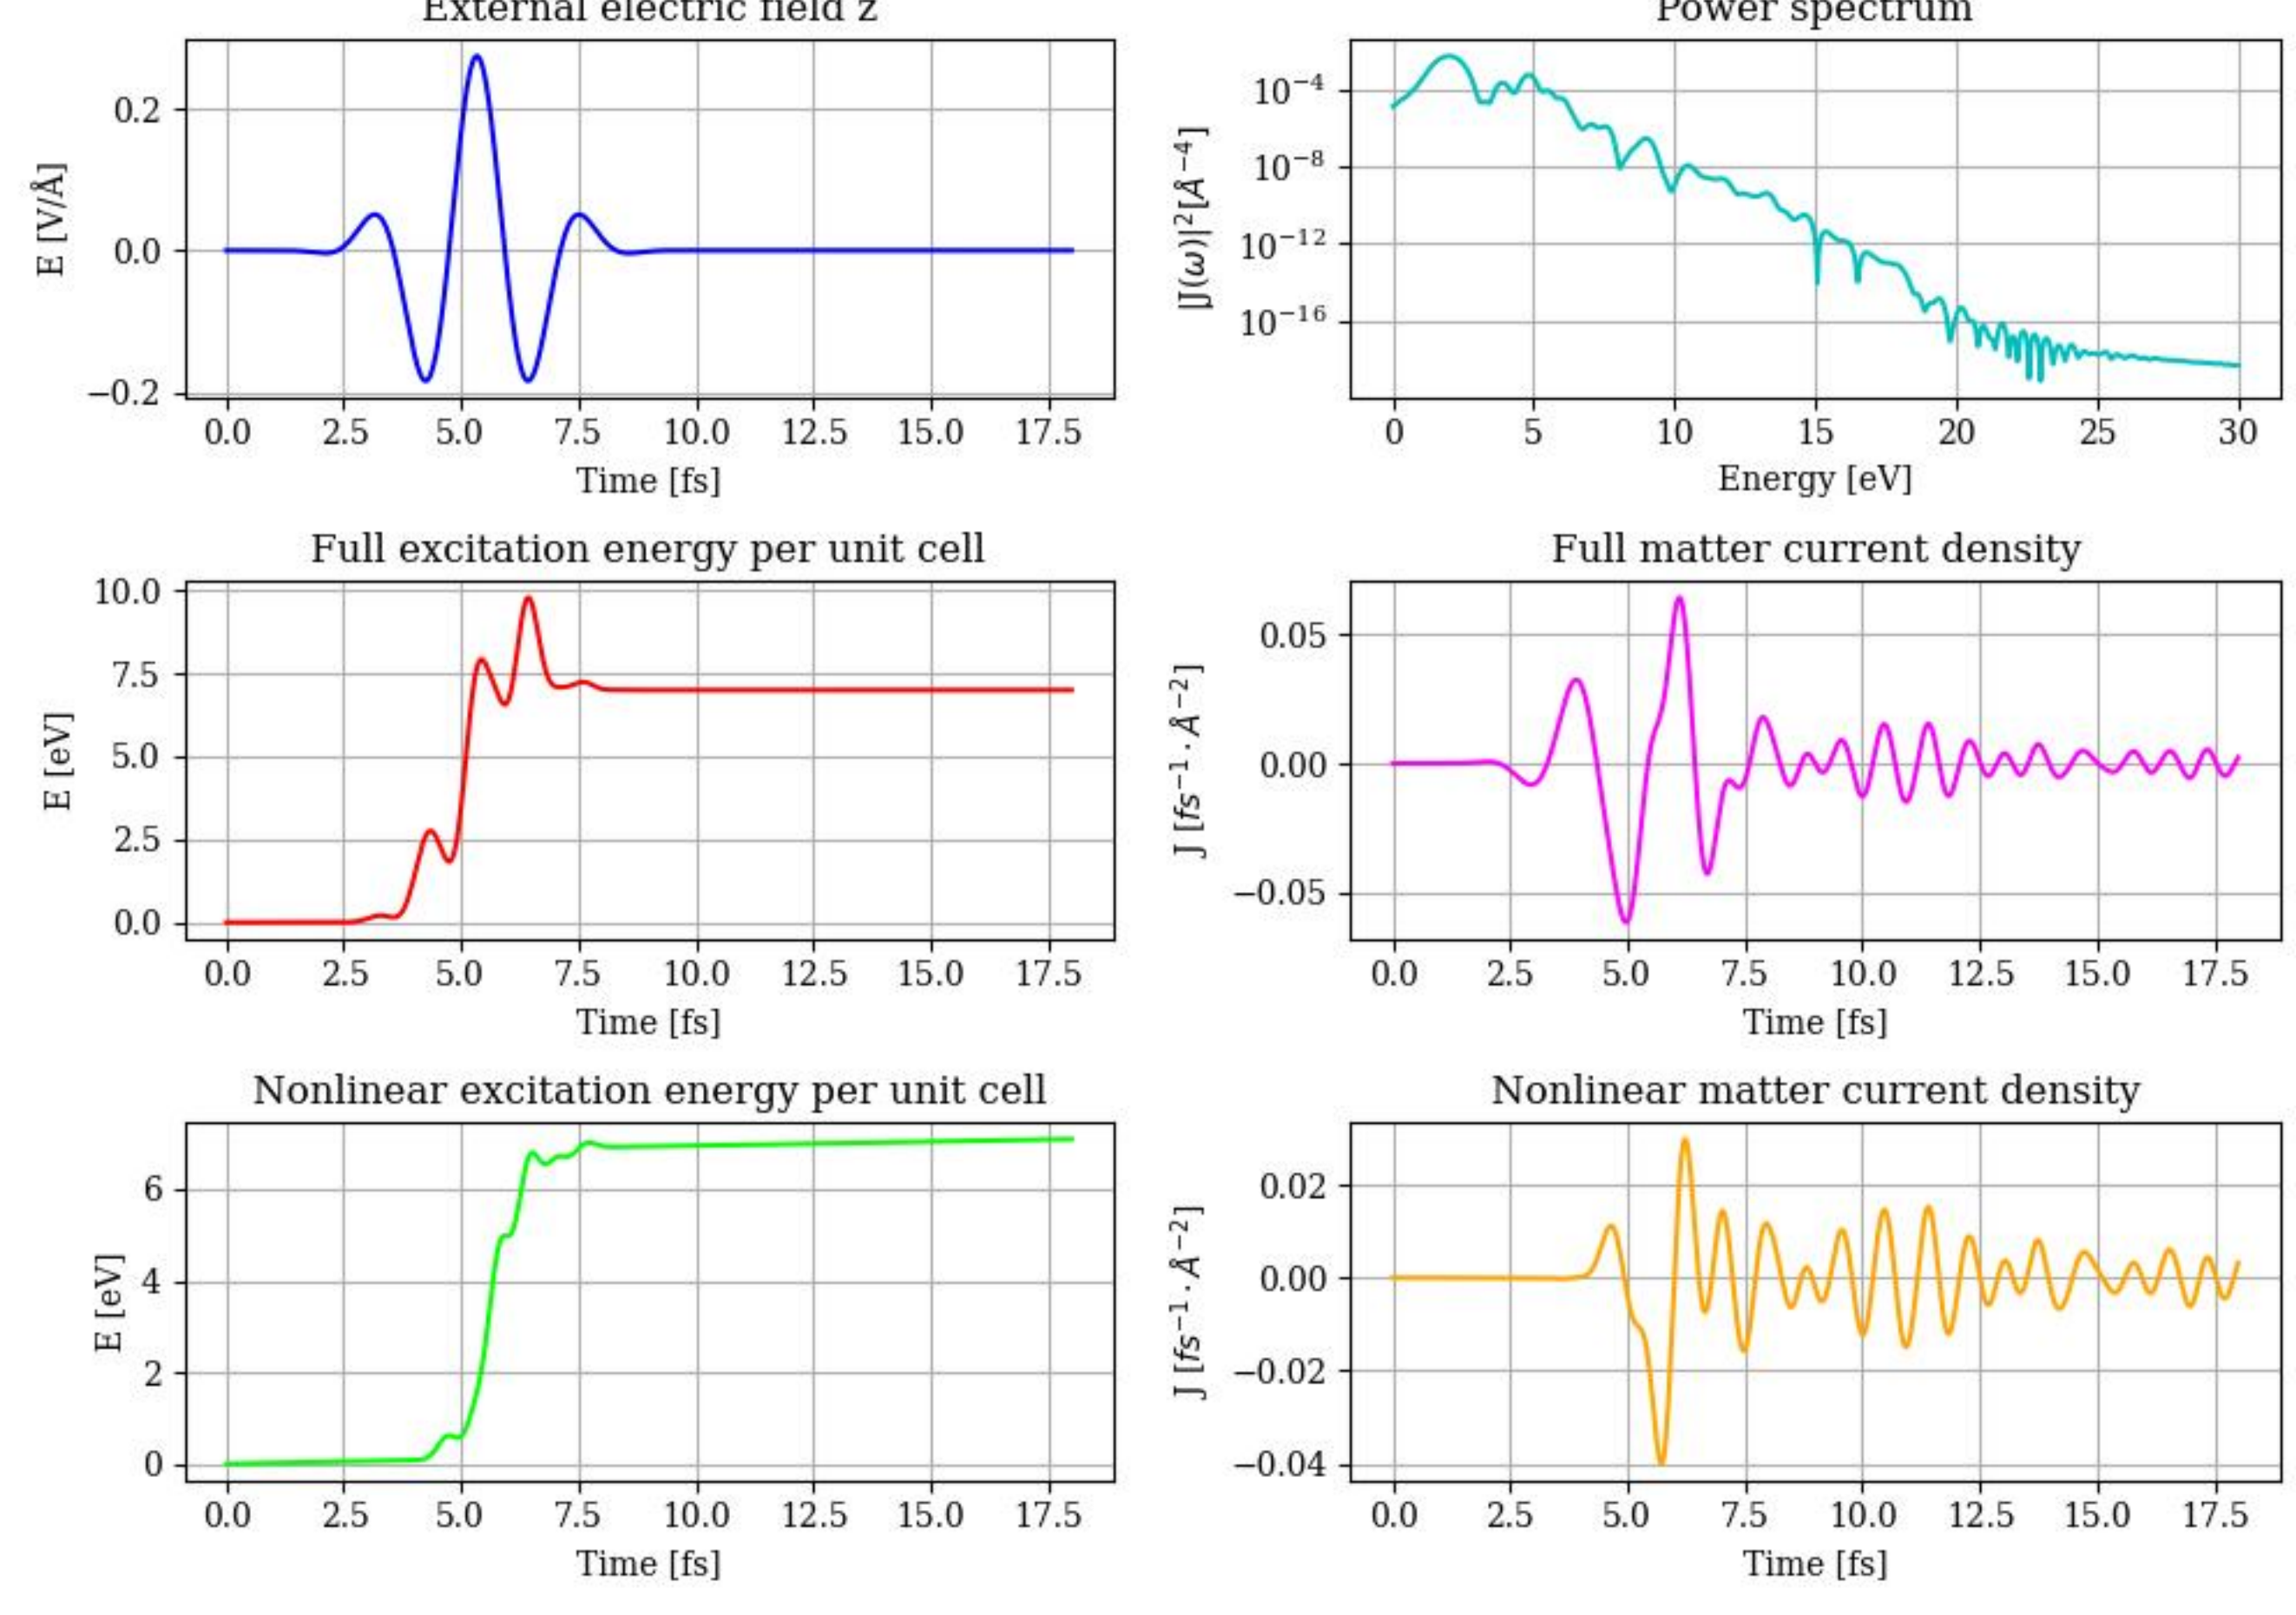 External electric field z
E [V/Å]
0.2
0.0
−0.2
0.0 2.5 5.0 7.5 10.0 12.5 15.0 17.5
Time [fs]
Power spectrum
|J(ω)|²[Å⁻⁴]
10⁻⁴
10⁻⁸
10⁻¹²
10⁻¹⁶
0 5 10 15 20 25 30
Energy [eV]
Full excitation energy per unit cell
E [eV]
10.0
7.5
5.0
2.5
0.0
0.0 2.5 5.0 7.5 10.0 12.5 15.0 17.5
Time [fs]
Full matter current density
J [fs⁻¹·Å⁻²]
0.05
0.00
−0.05
0.0 2.5 5.0 7.5 10.0 12.5 15.0 17.5
Time [fs]
Nonlinear excitation energy per unit cell
E [eV]
6
4
2
0
0.0 2.5 5.0 7.5 10.0 12.5 15.0 17.5
Time [fs]
Nonlinear matter current density
J [fs⁻¹·Å⁻²]
0.02
0.00
−0.02
−0.04
0.0 2.5 5.0 7.5 10.0 12.5 15.0 17.5
Time [fs]